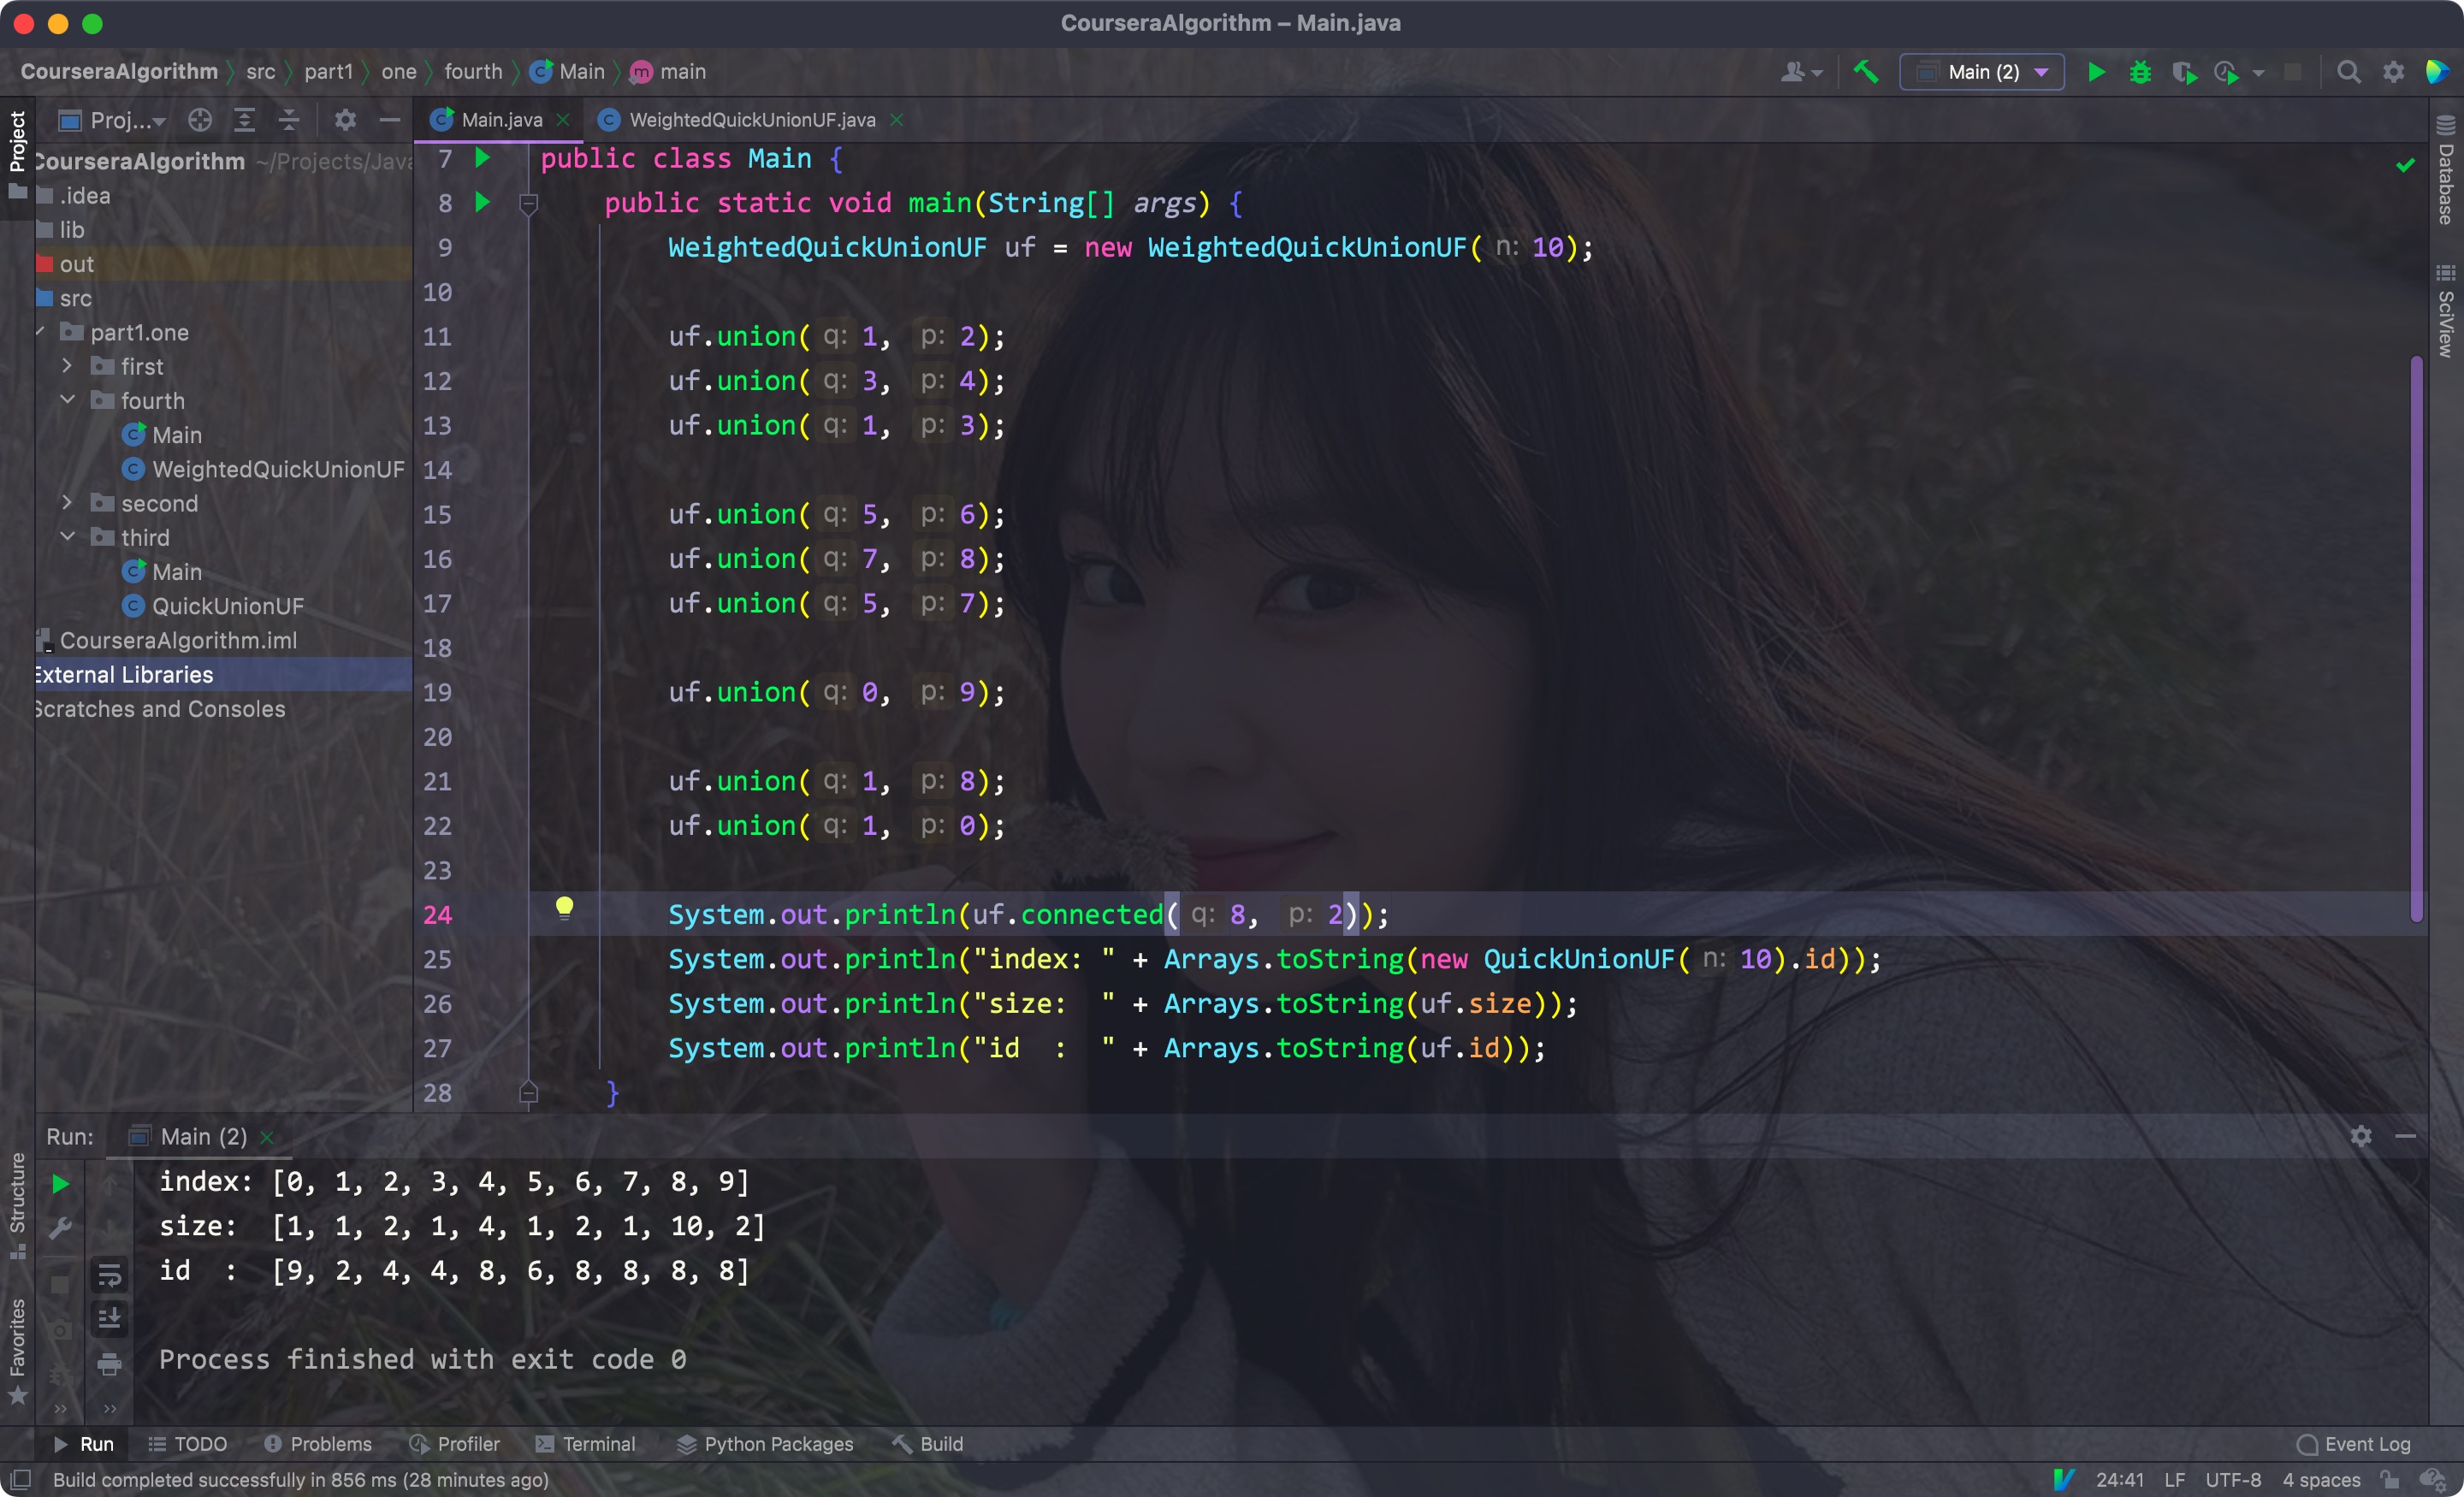 CourseraAlgorithm – Main.java
CourseraAlgorithm src part1 one fourth Main main
Main (2)
Project
Proj...
Main.java WeightedQuickUnionUF.java
CourseraAlgorithm ~/Projects/Java
.idea
lib
out
src
part1.one
first
fourth
Main
WeightedQuickUnionUF
second
third
Main
QuickUnionUF
CourseraAlgorithm.iml
External Libraries
Scratches and Consoles
7 public class Main {
8 public static void main(String[] args) {
9 WeightedQuickUnionUF uf = new WeightedQuickUnionUF( n: 10);
10
11 uf.union( q: 1, p: 2);
12 uf.union( q: 3, p: 4);
13 uf.union( q: 1, p: 3);
14
15 uf.union( q: 5, p: 6);
16 uf.union( q: 7, p: 8);
17 uf.union( q: 5, p: 7);
18
19 uf.union( q: 0, p: 9);
20
21 uf.union( q: 1, p: 8);
22 uf.union( q: 1, p: 0);
23
24 System.out.println(uf.connected( q: 8, p: 2));
25 System.out.println("index: " + Arrays.toString(new QuickUnionUF( n: 10).id));
26 System.out.println("size:  " + Arrays.toString(uf.size));
27 System.out.println("id  :  " + Arrays.toString(uf.id));
28 }
Database
SciView
Run: Main (2)
index: [0, 1, 2, 3, 4, 5, 6, 7, 8, 9]
size:  [1, 1, 2, 1, 4, 1, 2, 1, 10, 2]
id  :  [9, 2, 4, 4, 8, 6, 8, 8, 8, 8]
Process finished with exit code 0
Structure
Favorites
Run TODO Problems Profiler Terminal Python Packages Build Event Log
Build completed successfully in 856 ms (28 minutes ago) 24:41 LF UTF-8 4 spaces